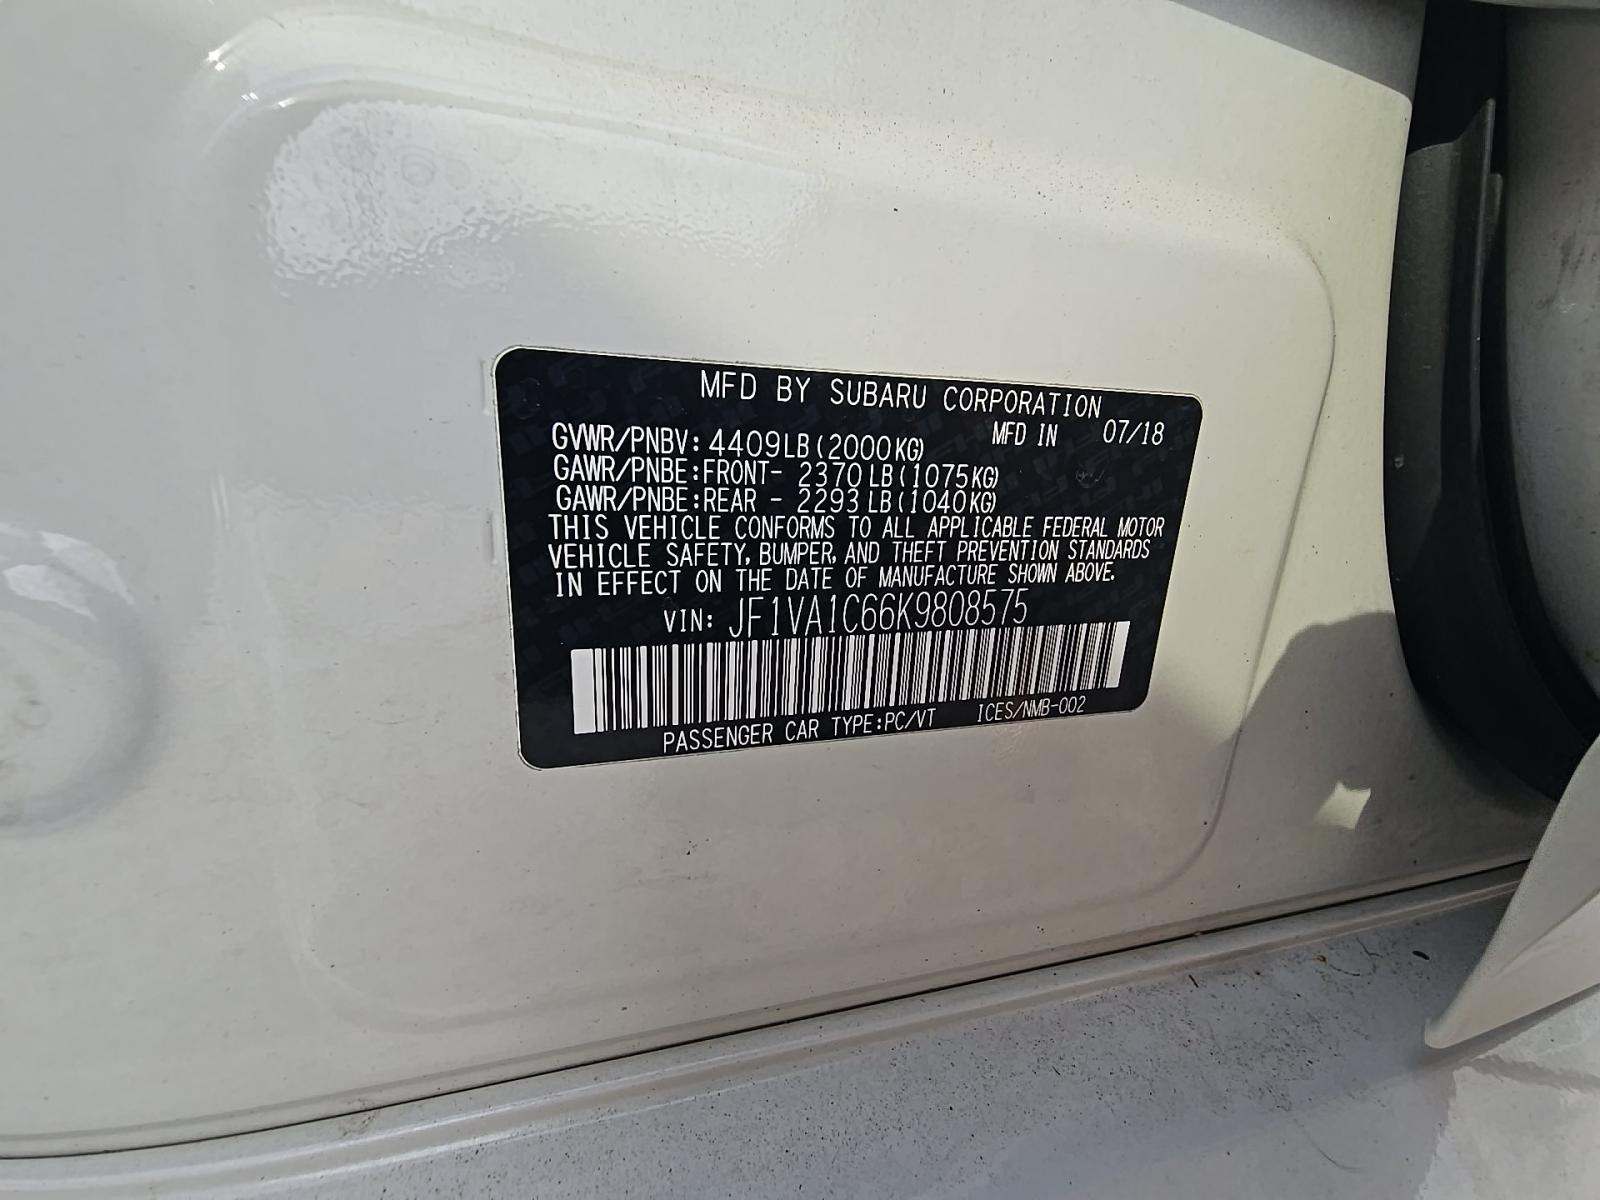 MFD BY SUBARU CORPORATION
GVWR/PNBV: 4409LB(2000KG) MFD IN 07/18
GAWR/PNBE:FRONT- 2370LB(1075KG)
GAWR/PNBE:REAR - 2293LB(1040KG)
THIS VEHICLE CONFORMS TO ALL APPLICABLE FEDERAL MOTOR
VEHICLE SAFETY, BUMPER, AND THEFT PREVENTION STANDARDS
IN EFFECT ON THE DATE OF MANUFACTURE SHOWN ABOVE.
VIN: JF1VA1C66K9808575
PASSENGER CAR TYPE:PC/VT ICES/NMB-002